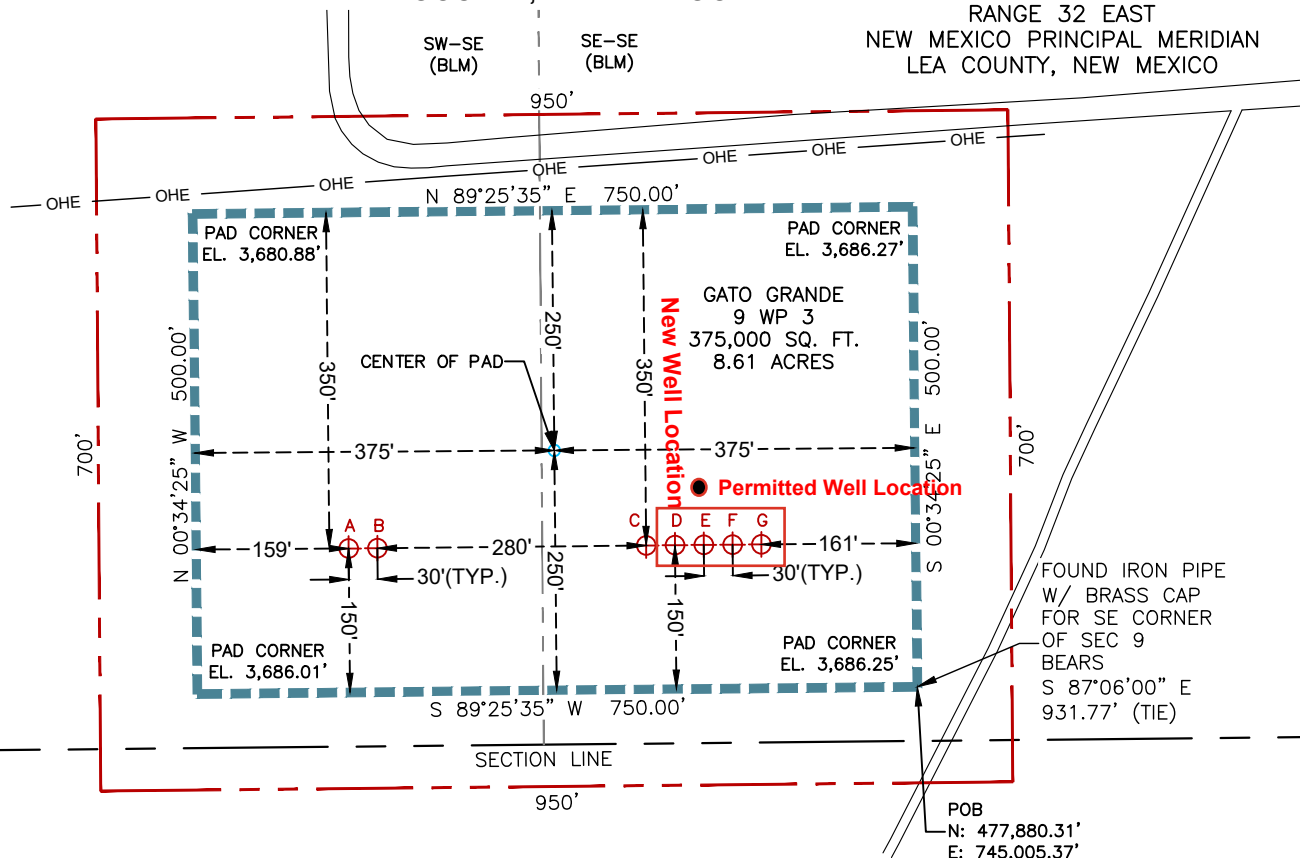 RANGE 32 EAST
NEW MEXICO PRINCIPAL MERIDIAN
LEA COUNTY, NEW MEXICO
SW-SE
(BLM)
SE-SE
(BLM)
950'
OHE
OHE
OHE
OHE
OHE
OHE
OHE
N 89°25'35" E 750.00'
PAD CORNER
EL. 3,680.88'
PAD CORNER
EL. 3,686.27'
GATO GRANDE
9 WP 3
375,000 SQ. FT.
8.61 ACRES
New Well Location
CENTER OF PAD
350'
250'
350'
N 00°34'25" W 500.00'
S 00°34'25" E 500.00'
700'
700'
375'
375'
Permitted Well Location
A
B
C
D
E
F
G
159'
280'
161'
30'(TYP.)
30'(TYP.)
150'
250'
150'
PAD CORNER
EL. 3,686.01'
PAD CORNER
EL. 3,686.25'
FOUND IRON PIPE
W/ BRASS CAP
FOR SE CORNER
OF SEC 9
BEARS
S 87°06'00" E
931.77' (TIE)
S 89°25'35" W 750.00'
SECTION LINE
950'
POB
N: 477,880.31'
E: 745,005.37'